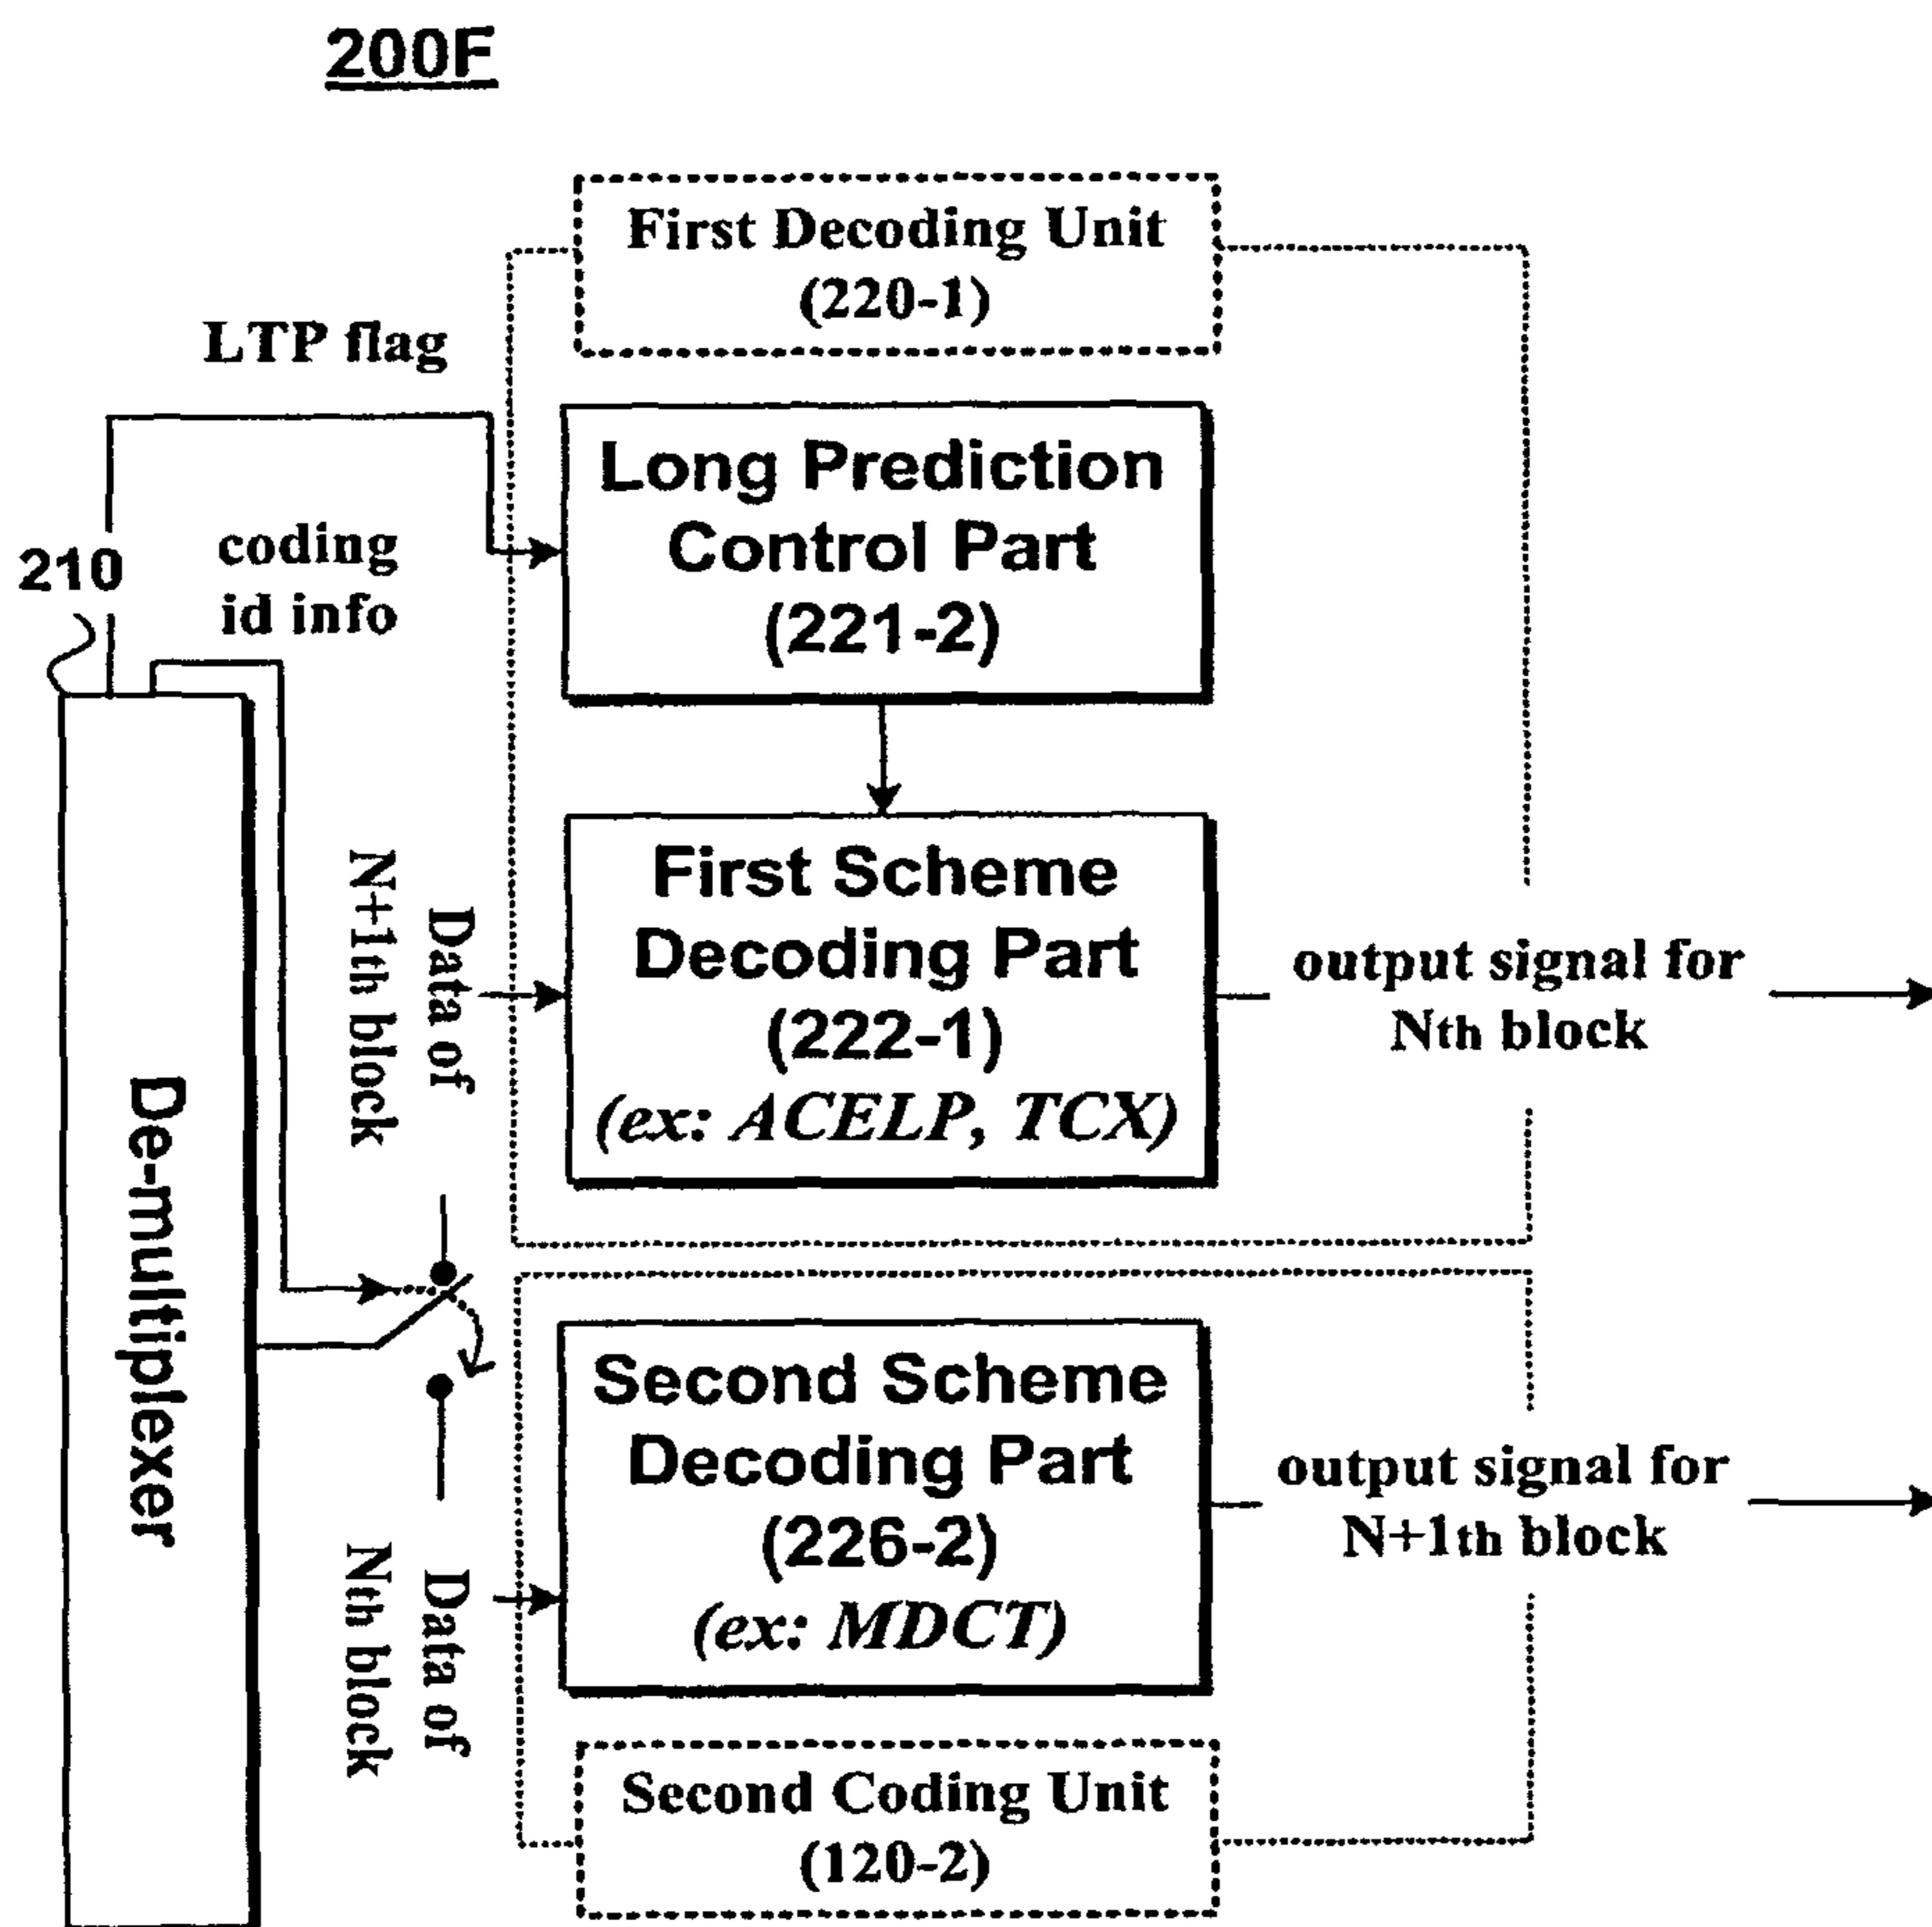 200F
First Decoding Unit
(220-1)
LTP flag
Long Prediction
Control Part
(221-2)
210
coding
id info
First Scheme
Decoding Part
(222-1)
(ex: ACELP, TCX)
Data of
N+1th block
output signal for
Nth block
De-multiplexer
Second Scheme
Decoding Part
(226-2)
(ex: MDCT)
Data of
Nth block
output signal for
N+1th block
Second Coding Unit
(120-2)